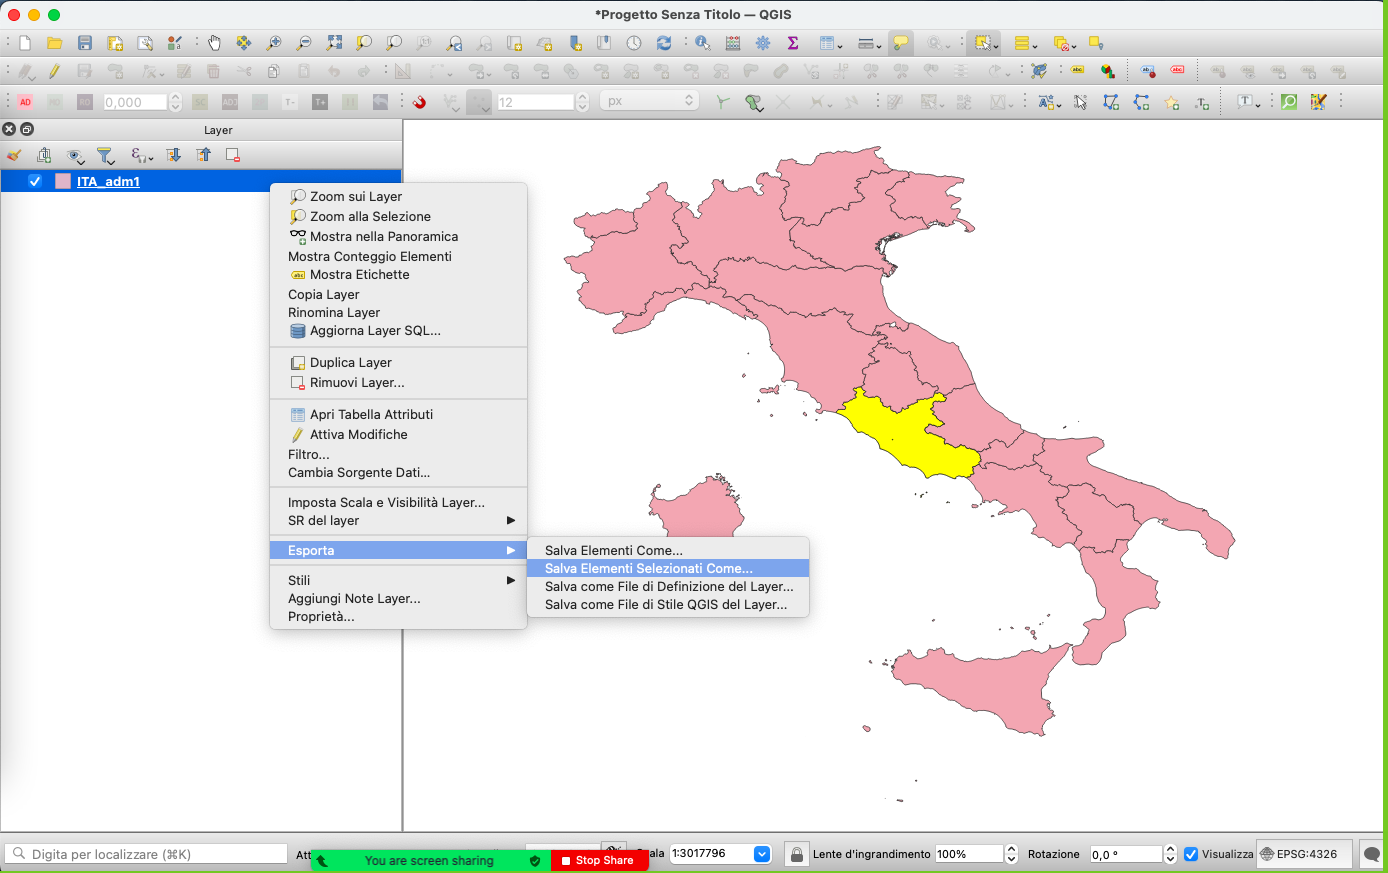 *Progetto Senza Titolo — QGIS
AD
0,000
12
px
Layer
ITA_adm1
Zoom sui Layer
Zoom alla Selezione
Mostra nella Panoramica
Mostra Conteggio Elementi
abc Mostra Etichette
Copia Layer
Rinomina Layer
Aggiorna Layer SQL...
Duplica Layer
Rimuovi Layer...
Apri Tabella Attributi
Attiva Modifiche
Filtro...
Cambia Sorgente Dati...
Imposta Scala e Visibilità Layer...
SR del layer
Esporta
Stili
Aggiungi Note Layer...
Proprietà...
Salva Elementi Come...
Salva Elementi Selezionati Come...
Salva come File di Definizione del Layer...
Salva come File di Stile QGIS del Layer...
Digita per localizzare (⌘K)
You are screen sharing
Stop Share
1:3017796
Lente d'ingrandimento 100%
Rotazione 0,0 °
Visualizza
EPSG:4326